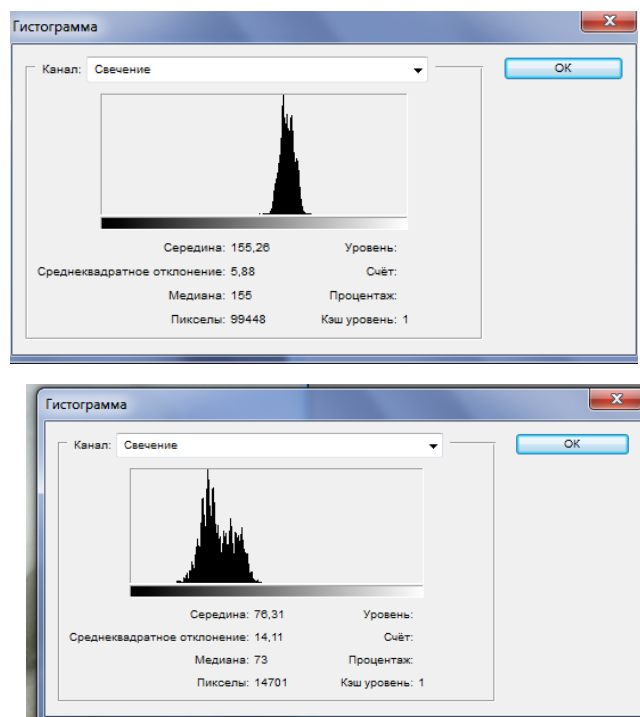 Гистограмма
Канал: Свечение
ОК
Середина: 155,26 Уровень:
Среднеквадратное отклонение: 5,88 Счёт:
Медиана: 155 Процентаж:
Пикселы: 99448 Кэш уровень: 1
Гистограмма
Канал: Свечение
ОК
Середина: 76,31 Уровень:
Среднеквадратное отклонение: 14,11 Счёт:
Медиана: 73 Процентаж:
Пикселы: 14701 Кэш уровень: 1